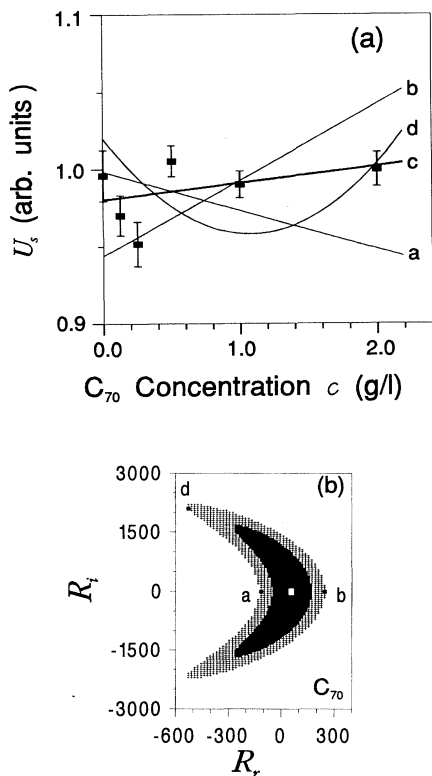 1.1
(a)
b
d
c
a
1.0
0.9
U_s (arb. units)
0.0 1.0 2.0
C₇₀ Concentration c (g/l)
3000
(b)
d
1500
R_i
0
a
b
-1500
C₇₀
-3000
-600 -300 0 300
R_r